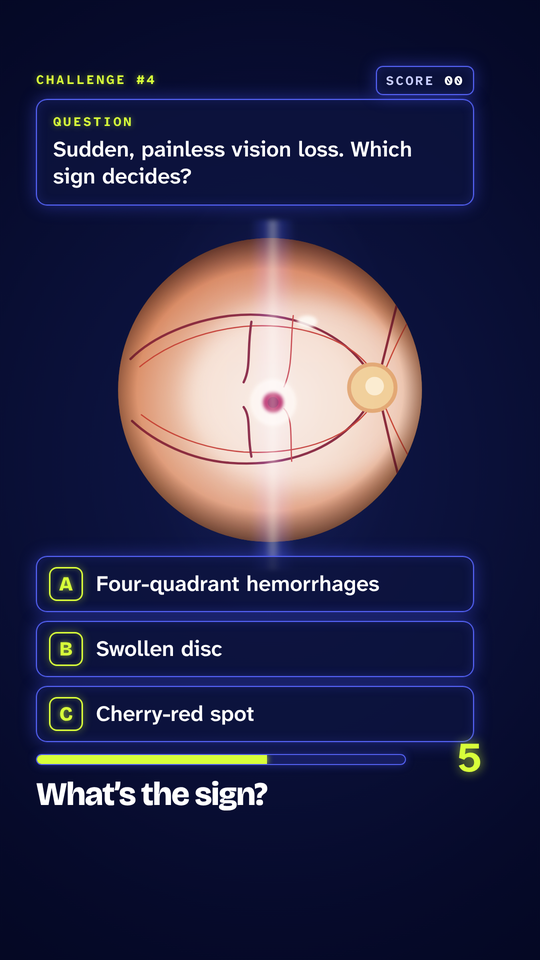 CHALLENGE #4
SCORE 00
QUESTION
Sudden, painless vision loss. Which
sign decides?
A Four-quadrant hemorrhages
B Swollen disc
C Cherry-red spot
5
What's the sign?